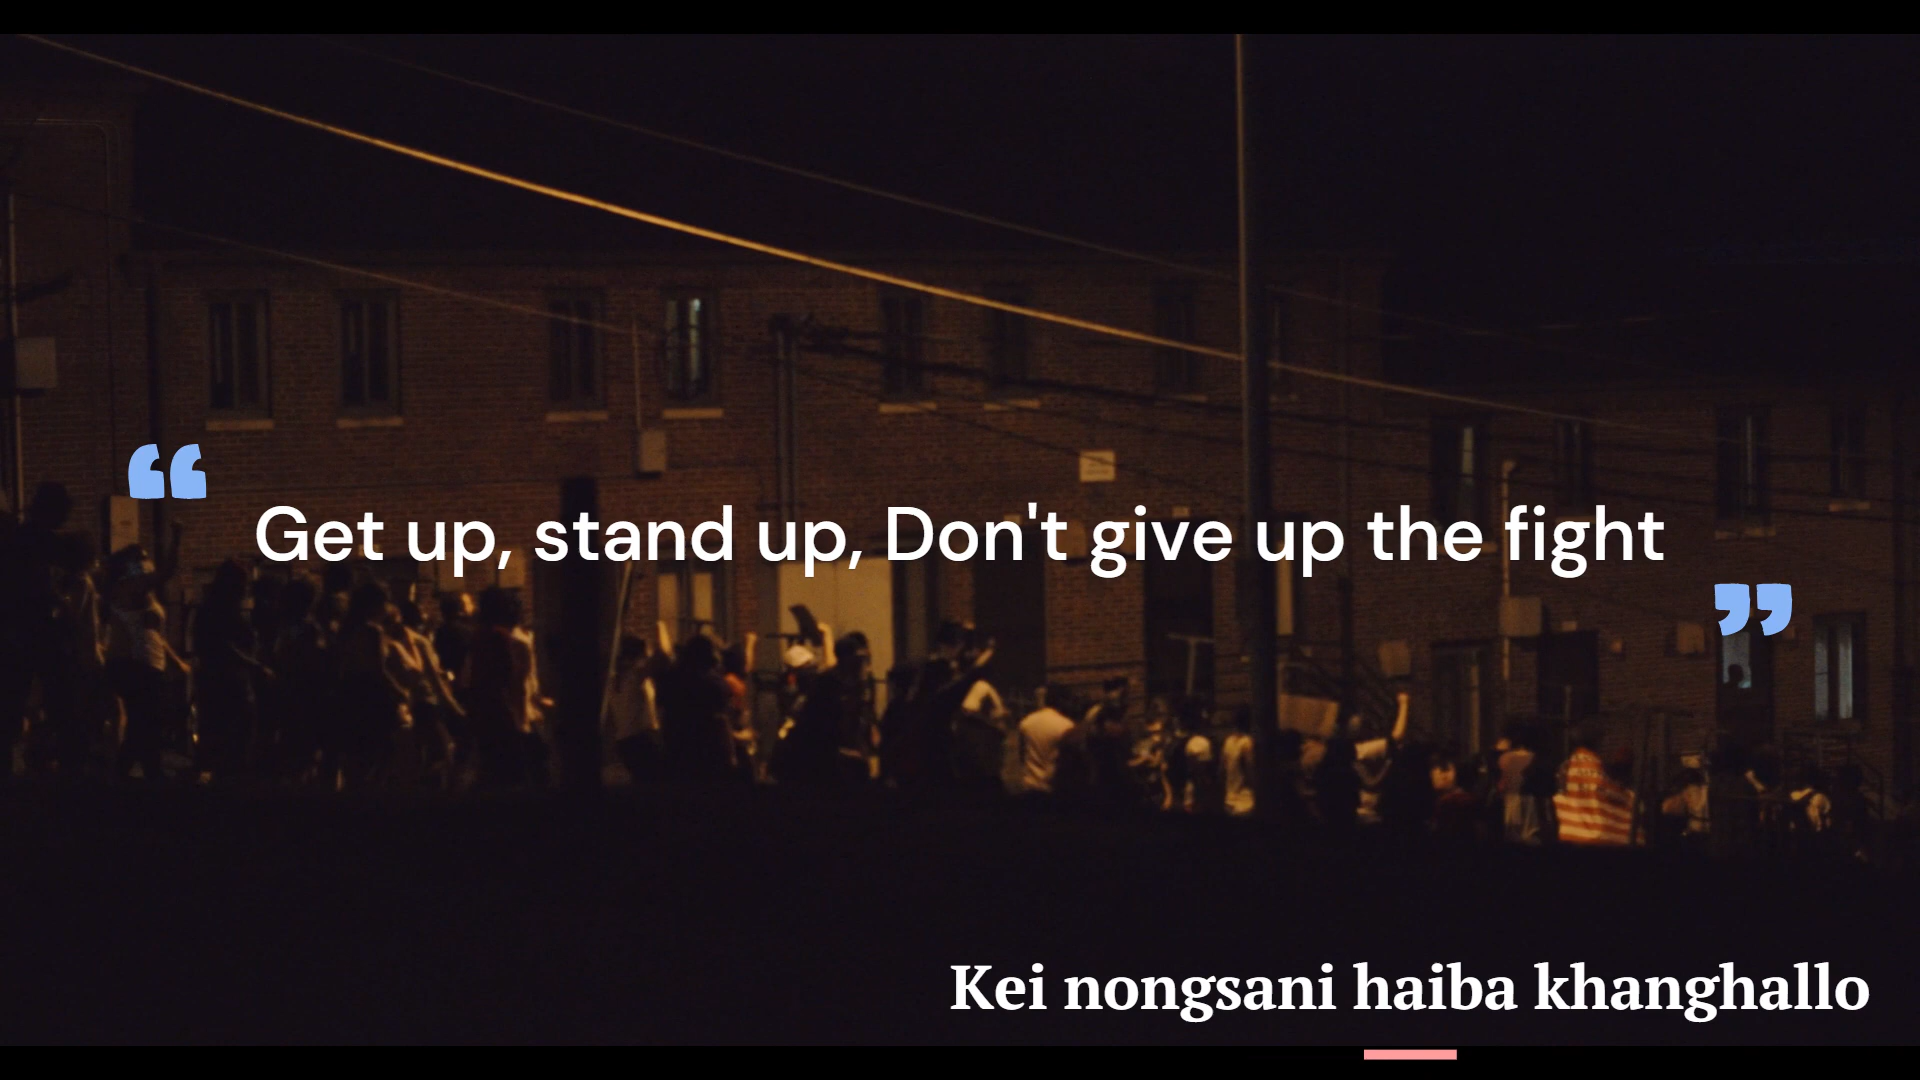 “Get up, stand up, Don't give up the fight”
Kei nongsani haiba khanghallo